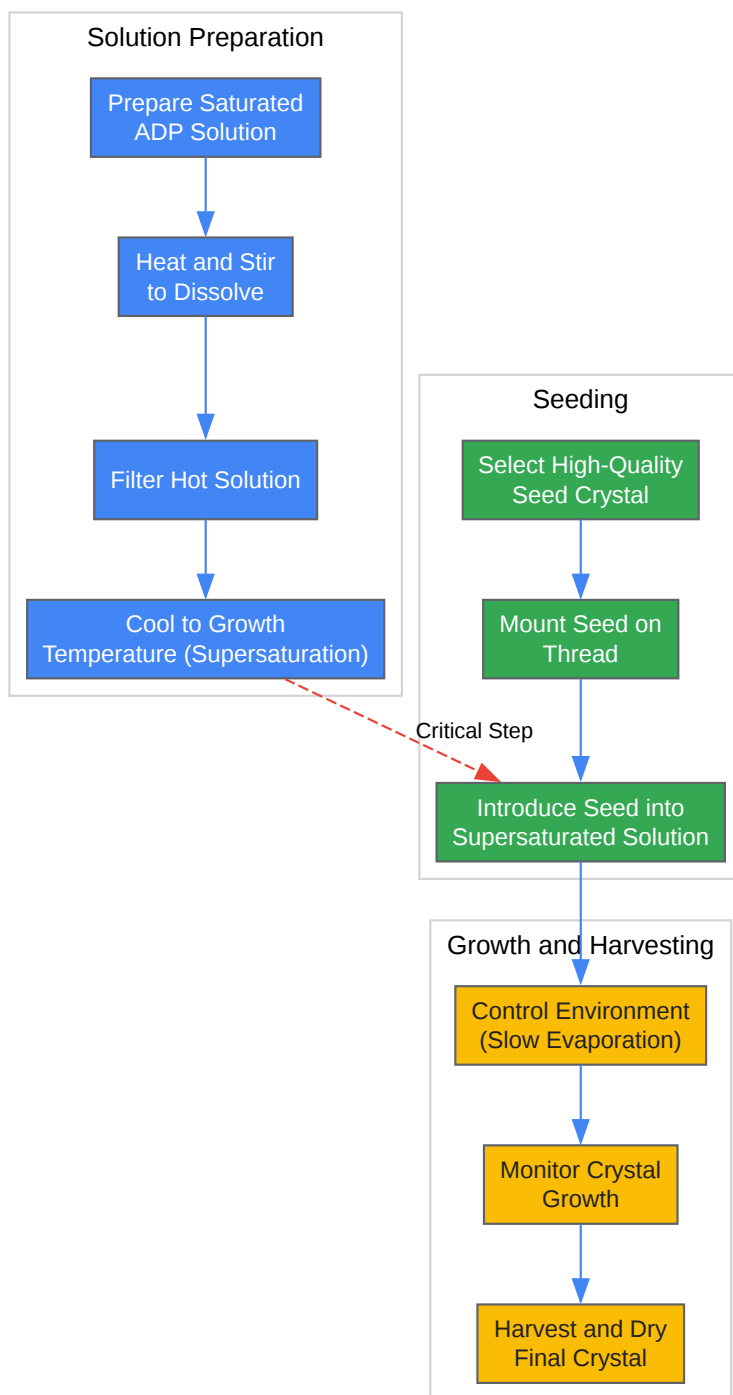 Solution Preparation
Prepare Saturated
ADP Solution
Heat and Stir
to Dissolve
Filter Hot Solution
Cool to Growth
Temperature (Supersaturation)
Critical Step
Seeding
Select High-Quality
Seed Crystal
Mount Seed on
Thread
Introduce Seed into
Supersaturated Solution
Growth and Harvesting
Control Environment
(Slow Evaporation)
Monitor Crystal
Growth
Harvest and Dry
Final Crystal